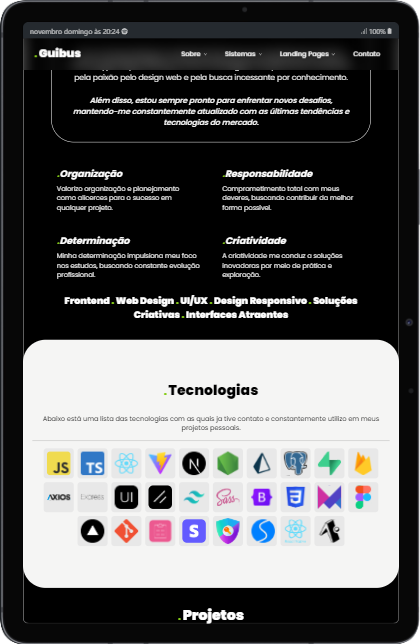 novembro domingo às 20:24
100%
.Guibus
Sobre
Sistemas
Landing Pages
Contato
pela paixão pelo design web e pela busca incessante por conhecimento.
Além disso, estou sempre pronto para enfrentar novos desafios,
mantendo-me constantemente atualizado com as últimas tendências e
tecnologias do mercado.
.Organização
Valorizo organização e planejamento
como alicerces para o sucesso em
qualquer projeto.
.Responsabilidade
Comprometimento total com meus
deveres, buscando contribuir da melhor
forma possível.
.Determinação
Minha determinação impulsiona meu foco
nos estudos, buscando constante evolução
profissional.
.Criatividade
A criatividade me conduz a soluções
inovadoras por meio de prática e
exploração.
Frontend . Web Design . UI/UX . Design Responsivo . Soluções
Criativas . Interfaces Atraentes
.Tecnologias
Abaixo está uma lista das tecnologias com as quais ja tive contato e constantemente utilizo em meus
projetos pessoais.
JS
TS
N
AXIOS
Express
UI
Sass
B
3
S
.Projetos